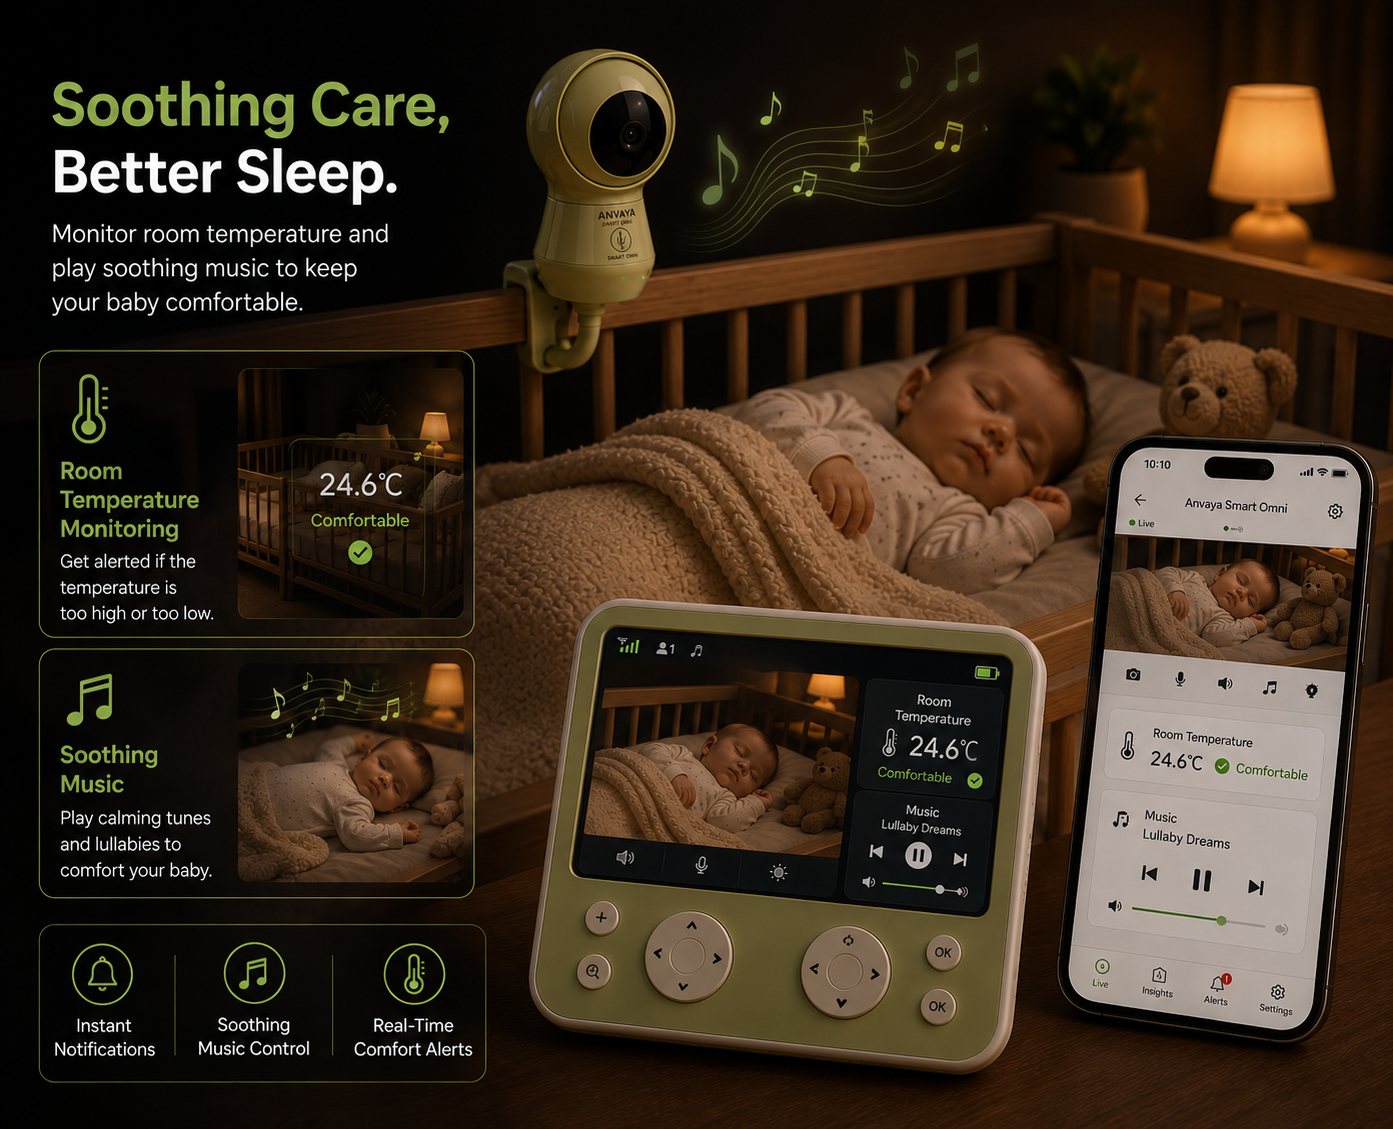 Soothing Care,
Better Sleep.
Monitor room temperature and
play soothing music to keep
your baby comfortable.
Room
Temperature
Monitoring
Get alerted if the
temperature is
too high or too low.
24.6°C
Comfortable
Soothing
Music
Play calming tunes
and lullabies to
comfort your baby.
Instant
Notifications
Soothing
Music Control
Real-Time
Comfort Alerts
ANVAYA
SMART OMNI
1
Room
Temperature
24.6°C
Comfortable
Music
Lullaby Dreams
OK
OK
10:10
Anvaya Smart Omni
Live
Room Temperature
24.6°C
Comfortable
Music
Lullaby Dreams
Live
Insights
Alerts
Settings